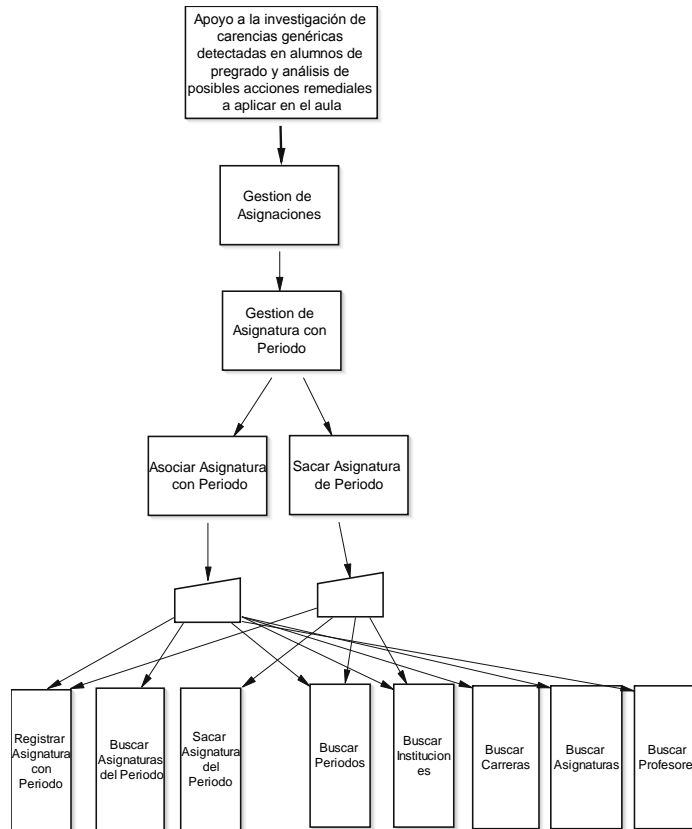 Apoyo a la investigación de
carencias genéricas
detectadas en alumnos de
pregrado y análisis de
posibles acciones remediales
a aplicar en el aula
Gestion de
Asignaciones
Gestion de
Asignatura con
Periodo
Asociar Asignatura
con Periodo
Sacar Asignatura
de Periodo
Registrar
Asignatura
con
Periodo
Buscar
Asignaturas
del Periodo
Sacar
Asignatura
del
Periodo
Buscar
Periodos
Buscar
Institucion
es
Buscar
Carreras
Buscar
Asignaturas
Buscar
Profesore